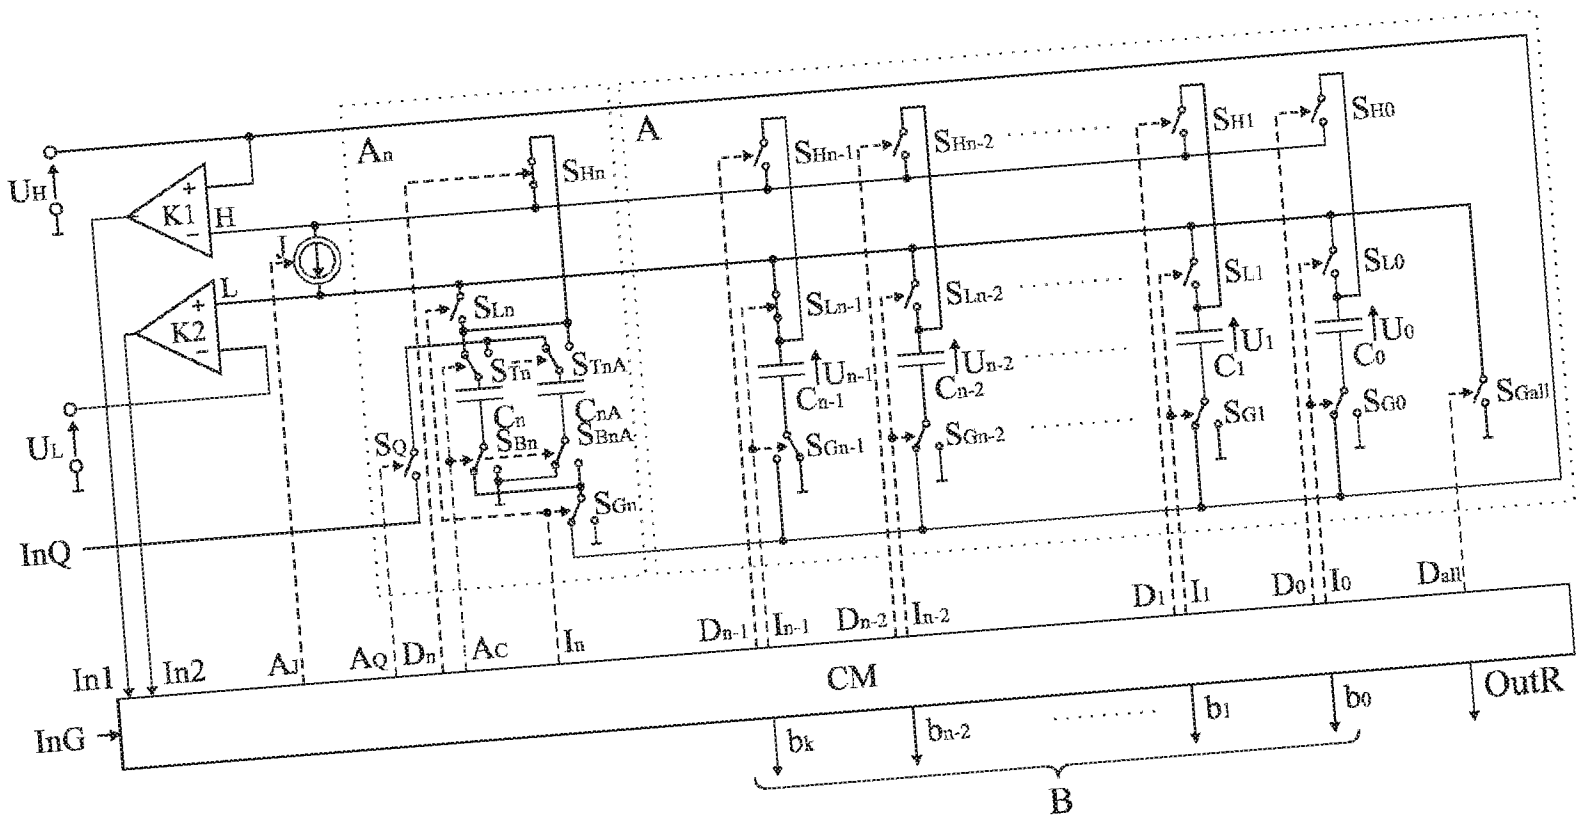 An
A
UH
K1
+
−
H
J
L
K2
+
−
UL
SHn
SHn-1
SHn-2
SH1
SH0
SLn
SLn-1
SLn-2
SL1
SL0
STn
STnA
Cn
CnA
SBn
SBnA
SQ
SGn
Un-1
Cn-1
SGn-1
Un-2
Cn-2
SGn-2
U1
C1
SG1
U0
C0
SG0
SGall
InQ
In1
In2
AJ
AQ
Dn
AC
In
Dn-1
In-1
Dn-2
In-2
D1
I1
D0
I0
Dall
InG
CM
OutR
bk
bn-2
b1
b0
B